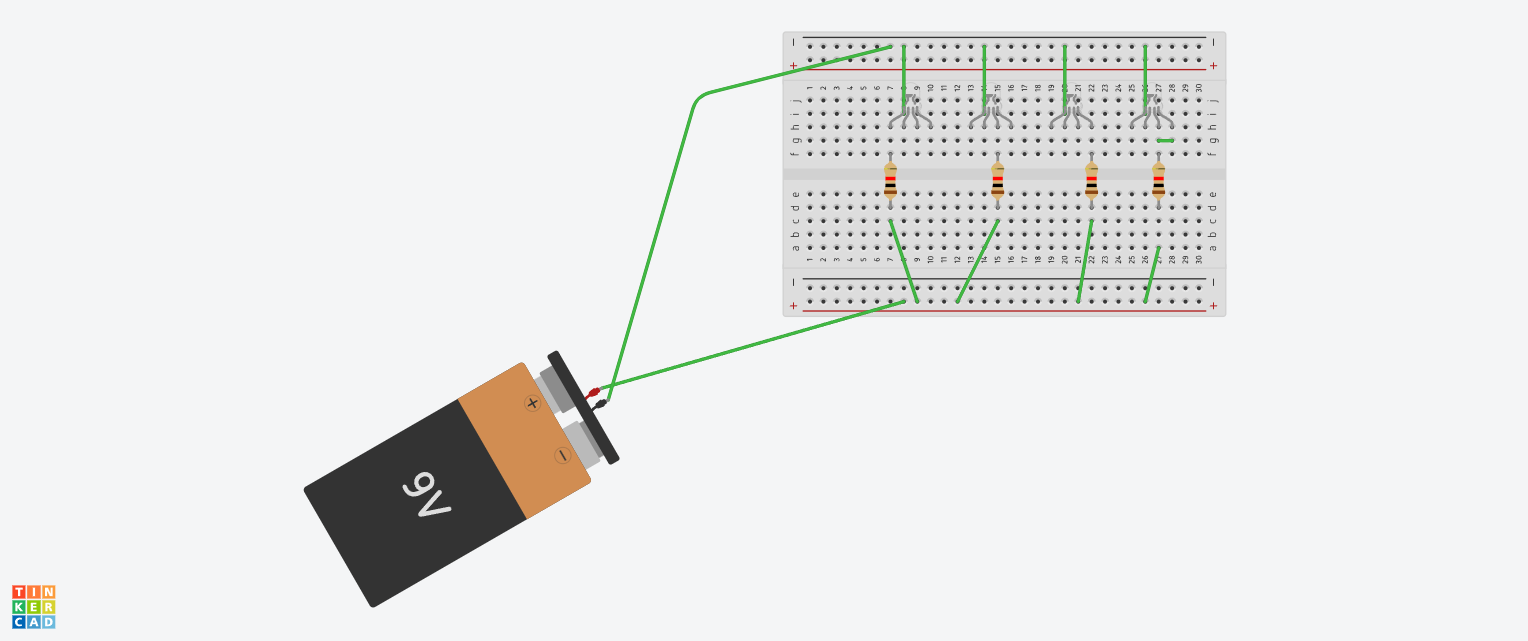 − −
+ +
1 2 3 4 5 6 7 8 9 10 11 12 13 14 15 16 17 18 19 20 21 22 23 24 25 26 27 28 29 30
j j
i i
h h
g g
f f
e e
d d
c c
b b
a a
1 2 3 4 5 6 7 8 9 10 11 12 13 14 15 16 17 18 19 20 21 22 23 24 25 26 27 28 29 30
− −
+ +
+
−
9V
TIN
KER
CAD